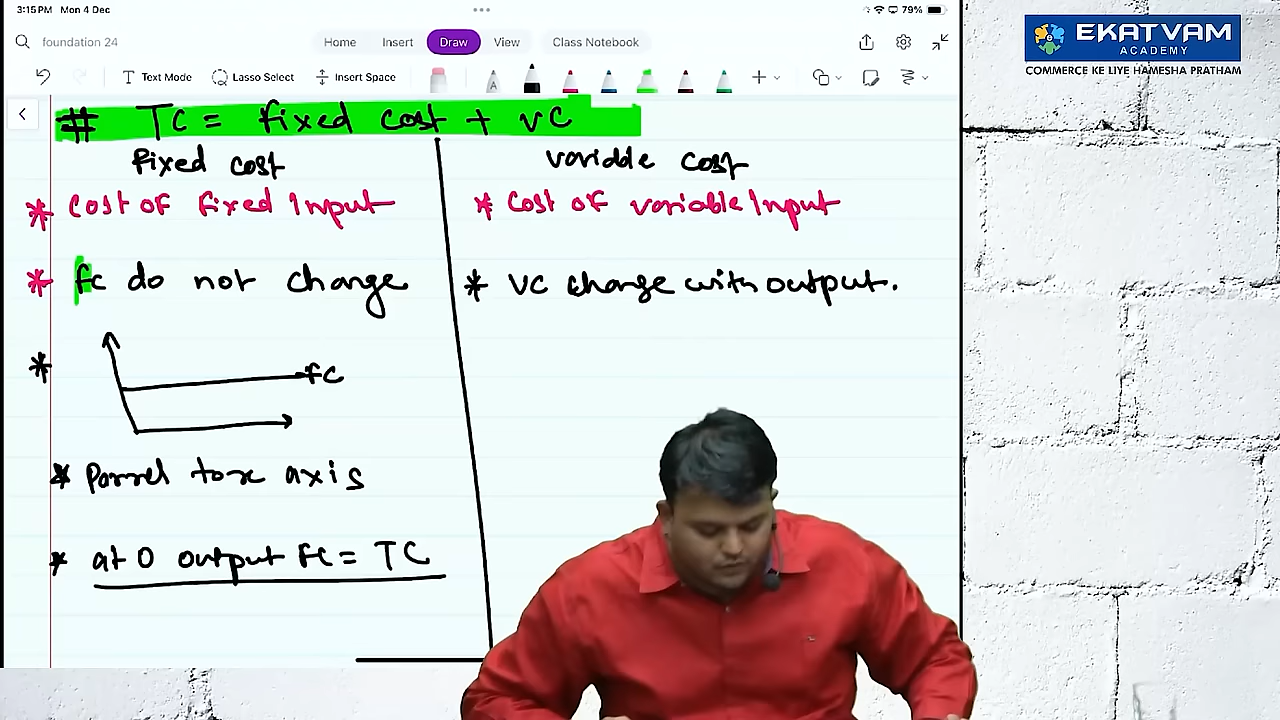 3:15 PM Mon 4 Dec
79%
foundation 24
Home Insert Draw View Class Notebook
Text Mode Lasso Select Insert Space
# TC = fixed cost + VC
fixed cost
* cost of fixed Input
* fc do not change
* fc
* Parrel to x axis
* at 0 output FC = TC
variable cost
* cost of variable Input
* VC change with output.
EKATVAM
ACADEMY
COMMERCE KE LIYE HAMESHA PRATHAM